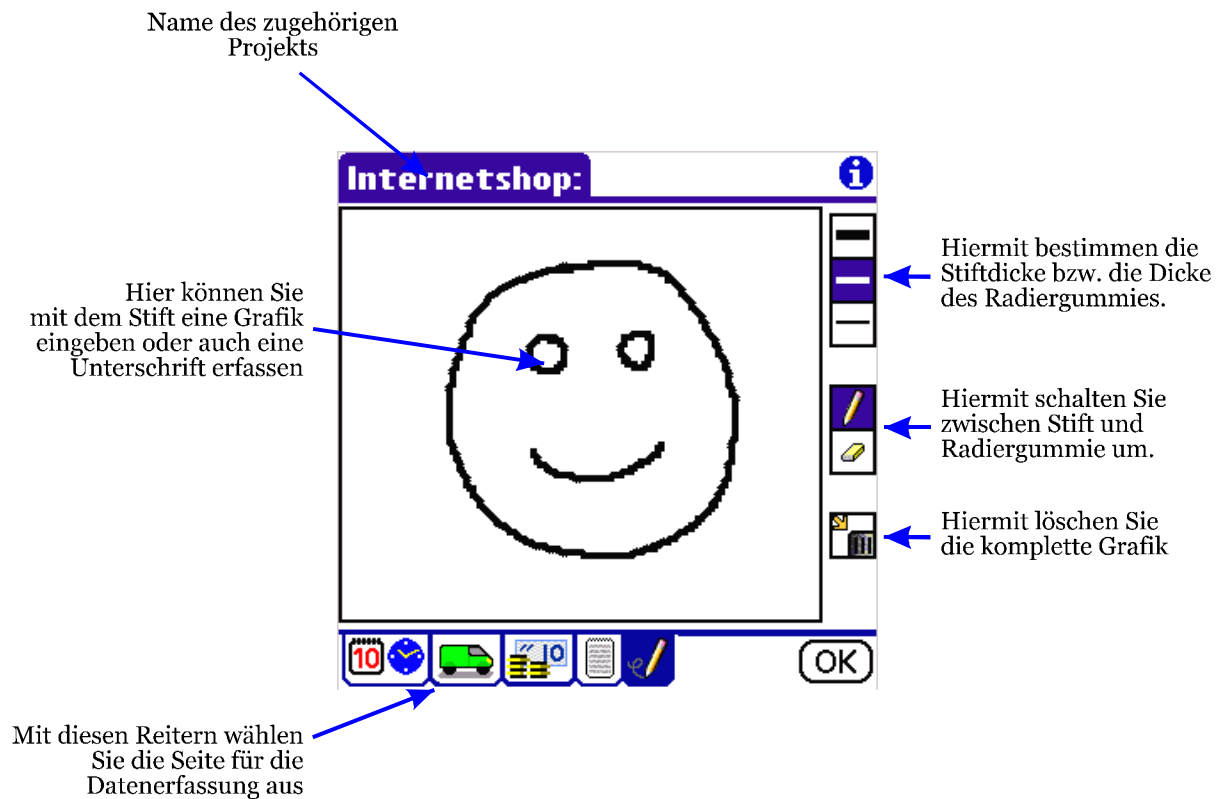 Name des zugehörigen
Projekts
Internetshop:
Hiermit bestimmen die
Stiftdicke bzw. die Dicke
des Radiergummies.
Hier können Sie
mit dem Stift eine Grafik
eingeben oder auch eine
Unterschrift erfassen
Hiermit schalten Sie
zwischen Stift und
Radiergummie um.
Hiermit löschen Sie
die komplette Grafik
10
10
OK
Mit diesen Reitern wählen
Sie die Seite für die
Datenerfassung aus